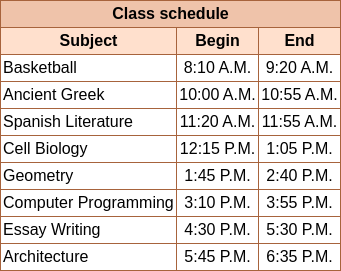 Class schedule
Subject Begin End
Basketball 8:10 A.M. 9:20 A.M.
Ancient Greek 10:00 A.M. 10:55 A.M.
Spanish Literature 11:20 A.M. 11:55 A.M.
Cell Biology 12:15 P.M. 1:05 P.M.
Geometry 1:45 P.M. 2:40 P.M.
Computer Programming 3:10 P.M. 3:55 P.M.
Essay Writing 4:30 P.M. 5:30 P.M.
Architecture 5:45 P.M. 6:35 P.M.